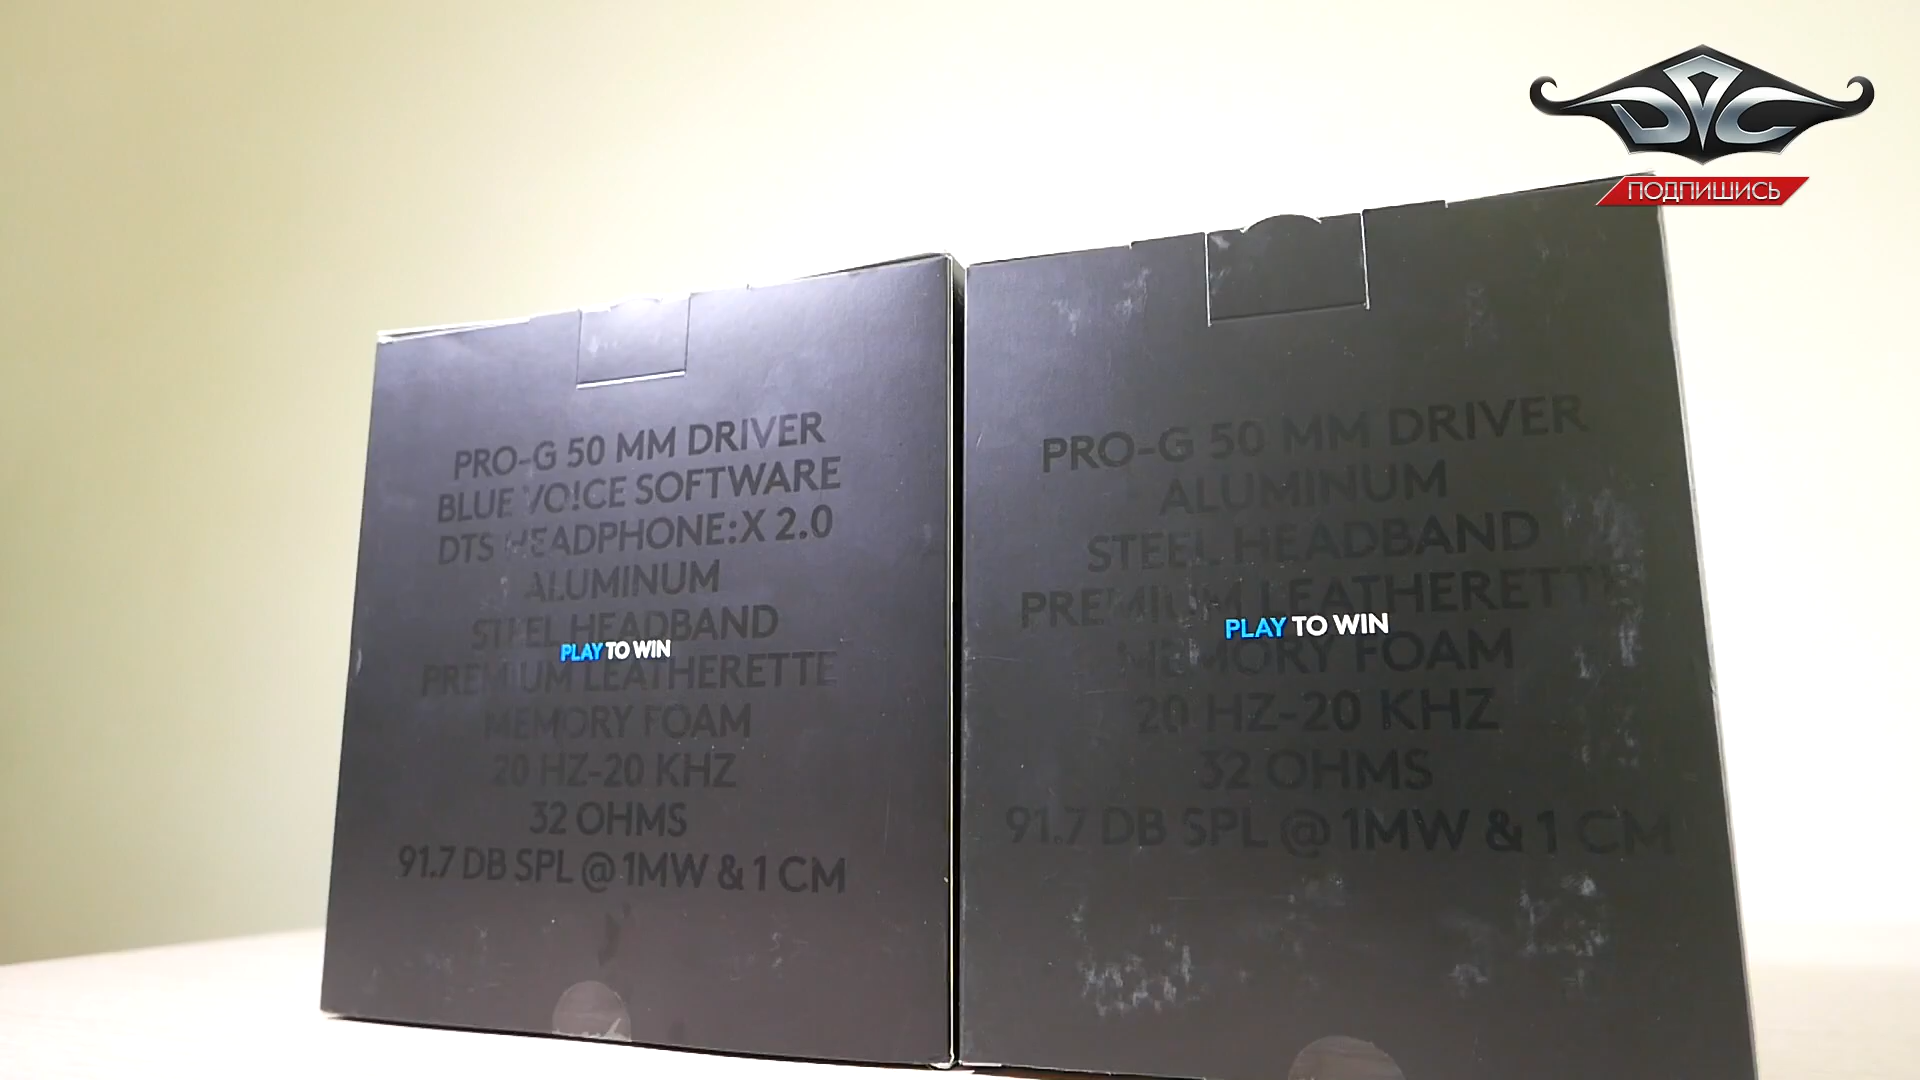 DVC
ПОДПИШИСЬ
PRO-G 50 MM DRIVER
BLUE VO!CE SOFTWARE
DTS HEADPHONE:X 2.0
ALUMINUM
STEEL HEADBAND
PLAY TO WIN
PREMIUM LEATHERETTE
MEMORY FOAM
20 HZ-20 KHZ
32 OHMS
91.7 DB SPL @ 1MW & 1 CM
PRO-G 50 MM DRIVER
ALUMINUM
STEEL HEADBAND
PREMIUM LEATHERETTE
PLAY TO WIN
MEMORY FOAM
20 HZ-20 KHZ
32 OHMS
91.7 DB SPL @ 1MW & 1 CM